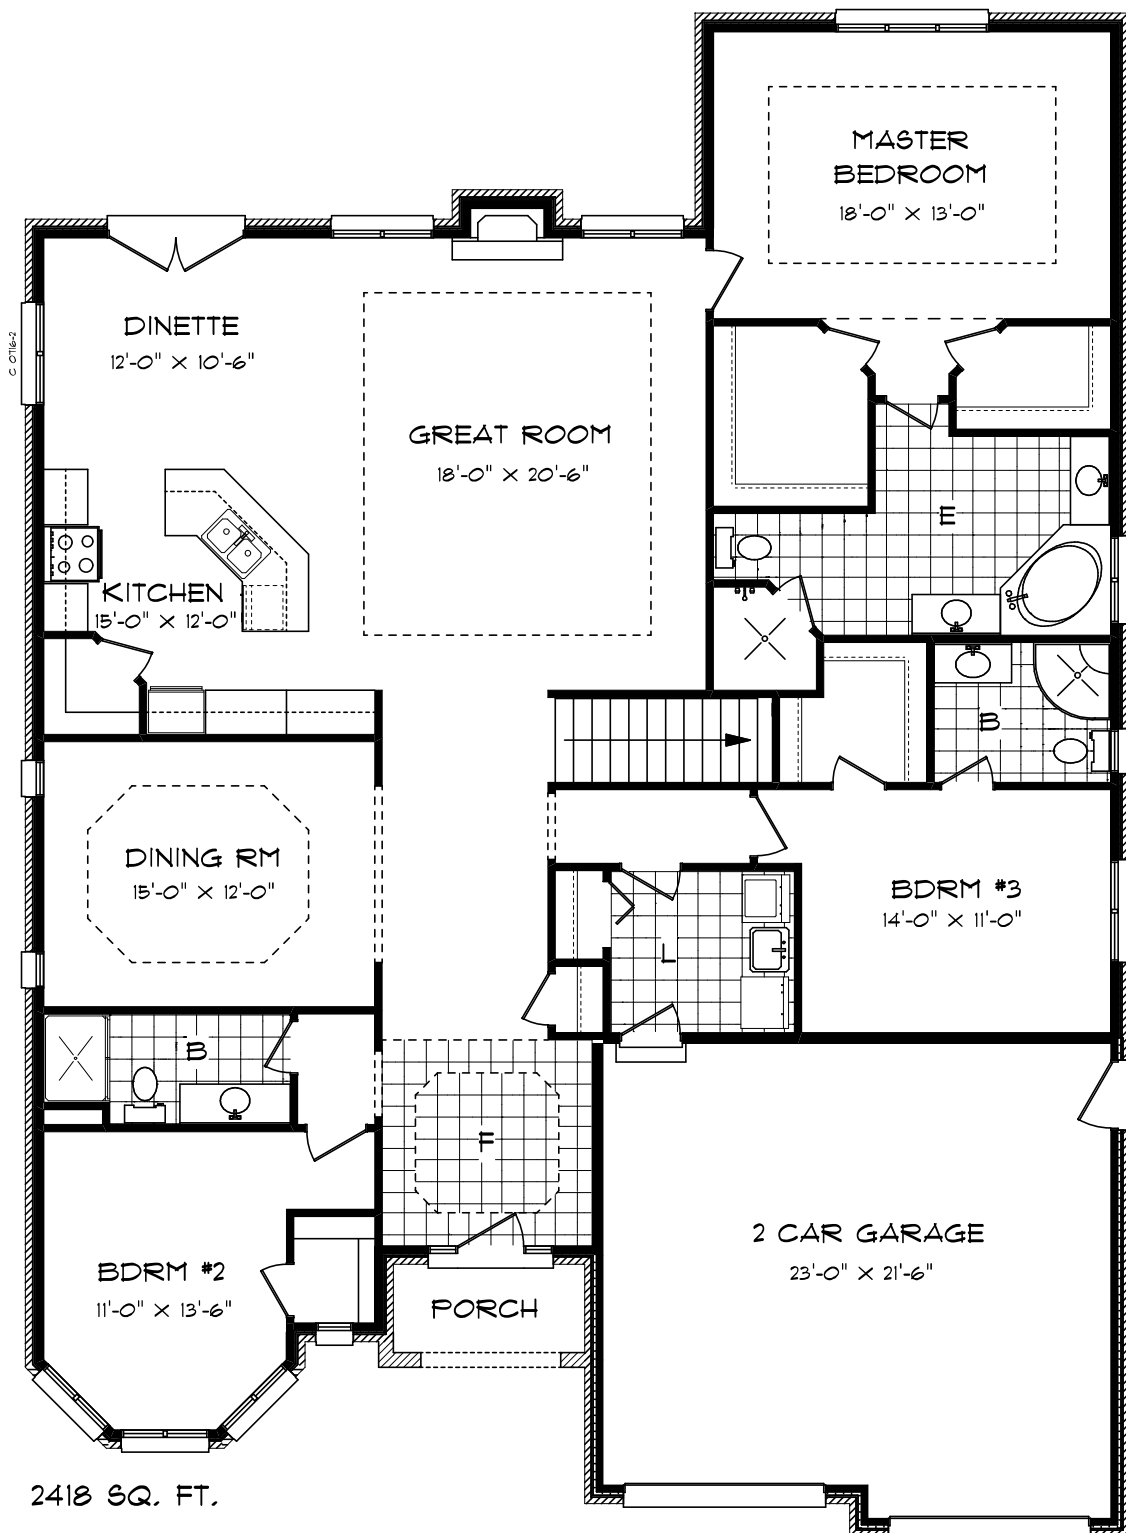 MASTER
BEDROOM
18'-0" X 13'-0"
DINETTE
12'-0" X 10'-6"
C 0716-2
GREAT ROOM
18'-0" X 20'-6"
E
KITCHEN
15'-0" X 12'-0"
B
DINING RM
15'-0" X 12'-0"
BDRM #3
14'-0" X 11'-0"
L
B
F
2 CAR GARAGE
23'-0" X 21'-6"
BDRM #2
11'-0" X 13'-6"
PORCH
2418 SQ. FT.